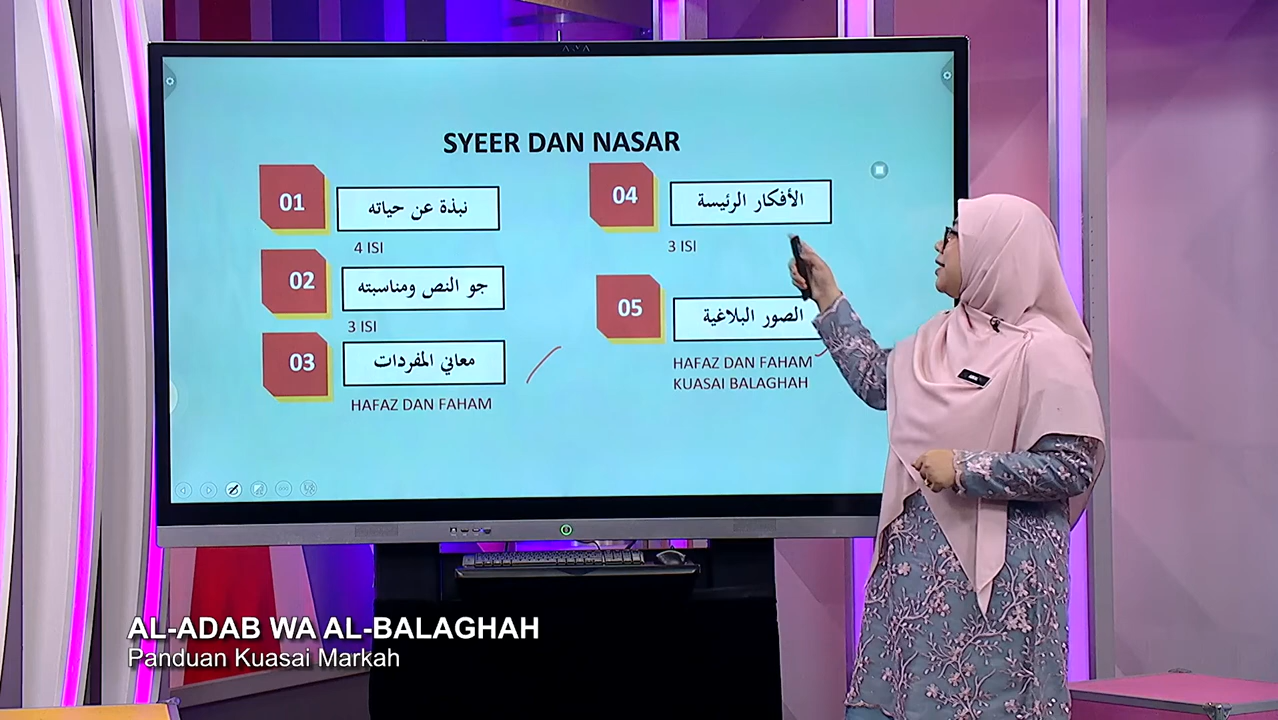 SYEER DAN NASAR
01
نبذة عن حياته
4 ISI
02
جو النص ومناسبته
3 ISI
03
معاني المفردات
HAFAZ DAN FAHAM
04
الأفكار الرئيسة
3 ISI
05
الصور البلاغية
HAFAZ DAN FAHAM
KUASAI BALAGHAH
AL-ADAB WA AL-BALAGHAH
Panduan Kuasai Markah